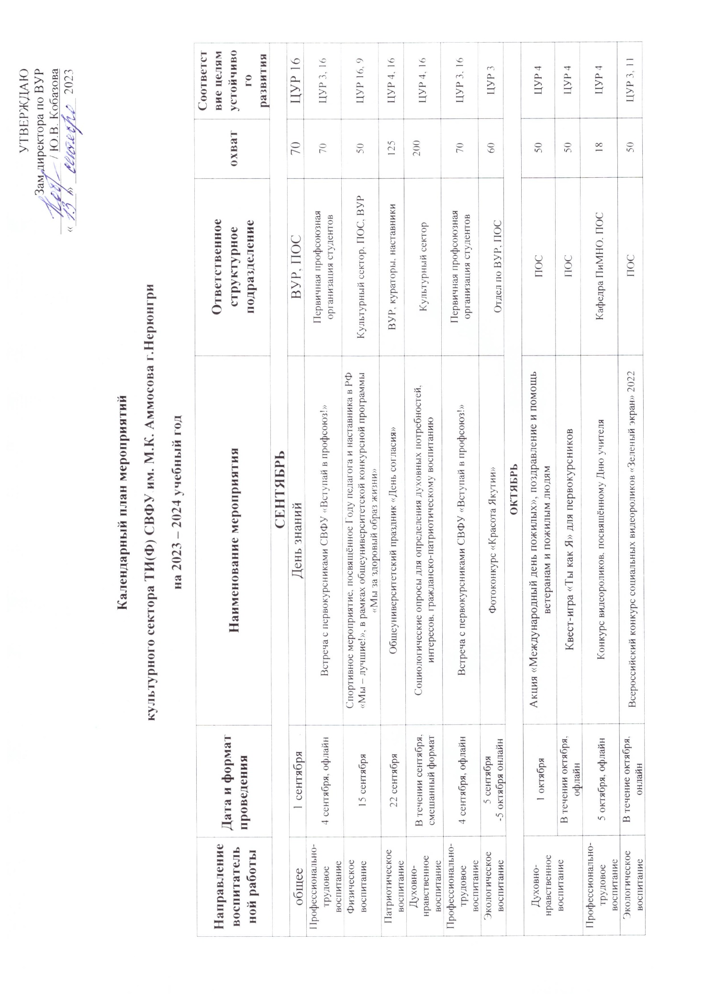 УТВЕРЖДАЮ
Зам.директора по ВУР
/ Ю.В. Кобазова
« 13 » сентября 2023
Календарный план мероприятий
культурного сектора ТИ(Ф) СВФУ им. М.К. Аммосова г.Нерюнгри
на 2023 – 2024 учебный год
Направление
воспитатель
ной работы
Дата и формат
проведения
Наименование мероприятия
Ответственное
структурное
подразделение
охват
Соответст
вие целям
устойчиво
го
развития
СЕНТЯБРЬ
общее
1 сентября
День знаний
ВУР, ПОС
70
ЦУР 16
Профессионально-
трудовое
воспитание
4 сентября, офлайн
Встреча с первокурсниками СВФУ «Вступай в профсоюз!»
Первичная профсоюзная
организация студентов
70
ЦУР 3, 16
Физическое
воспитание
15 сентября
Спортивное мероприятие, посвящённое Году педагога и наставника в РФ
«Мы – лучшие!», в рамках общеуниверситетской конкурсной программы
«Мы за здоровый образ жизни»
Культурный сектор, ПОС, ВУР
50
ЦУР 16, 9
Патриотическое
воспитание
22 сентября
Общеуниверситетский праздник «День согласия»
ВУР, кураторы, наставники
125
ЦУР 4, 16
Духовно-
нравственное
воспитание
В течении сентября,
смешанный формат
Социологические опросы для определения духовных потребностей,
интересов, гражданско-патриотическому воспитанию
Культурный сектор
200
ЦУР 4, 16
Профессионально-
трудовое
воспитание
4 сентября, офлайн
Встреча с первокурсниками СВФУ «Вступай в профсоюз!»
Первичная профсоюзная
организация студентов
70
ЦУР 3, 16
Экологическое
воспитание
5 сентября
-5 октября онлайн
Фотоконкурс «Красота Якутии»
Отдел по ВУР, ПОС
60
ЦУР 3
ОКТЯБРЬ
Духовно-
нравственное
воспитание
1 октября
Акция «Международный день пожилых», поздравление и помощь
ветеранам и пожилым людям
ПОС
50
ЦУР 4
В течении октября,
офлайн
Квест-игра «Ты как Я» для первокурсников
ПОС
50
ЦУР 4
Профессионально-
трудовое
воспитание
5 октября, офлайн
Конкурс видеороликов, посвящённому Дню учителя
Кафедра ПиМНО, ПОС
18
ЦУР 4
Экологическое
воспитание
В течение октября,
онлайн
Всероссийский конкурс социальных видеороликов «Зеленый экран» 2022
ПОС
50
ЦУР 3, 11